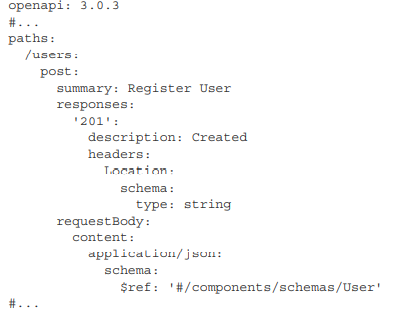 openapi: 3.0.3
#...
paths:
  /users:
    post:
      summary: Register User
      responses:
        '201':
          description: Created
          headers:
            Location:
              schema:
                type: string
      requestBody:
        content:
          application/json:
            schema:
              $ref: '#/components/schemas/User'
#...